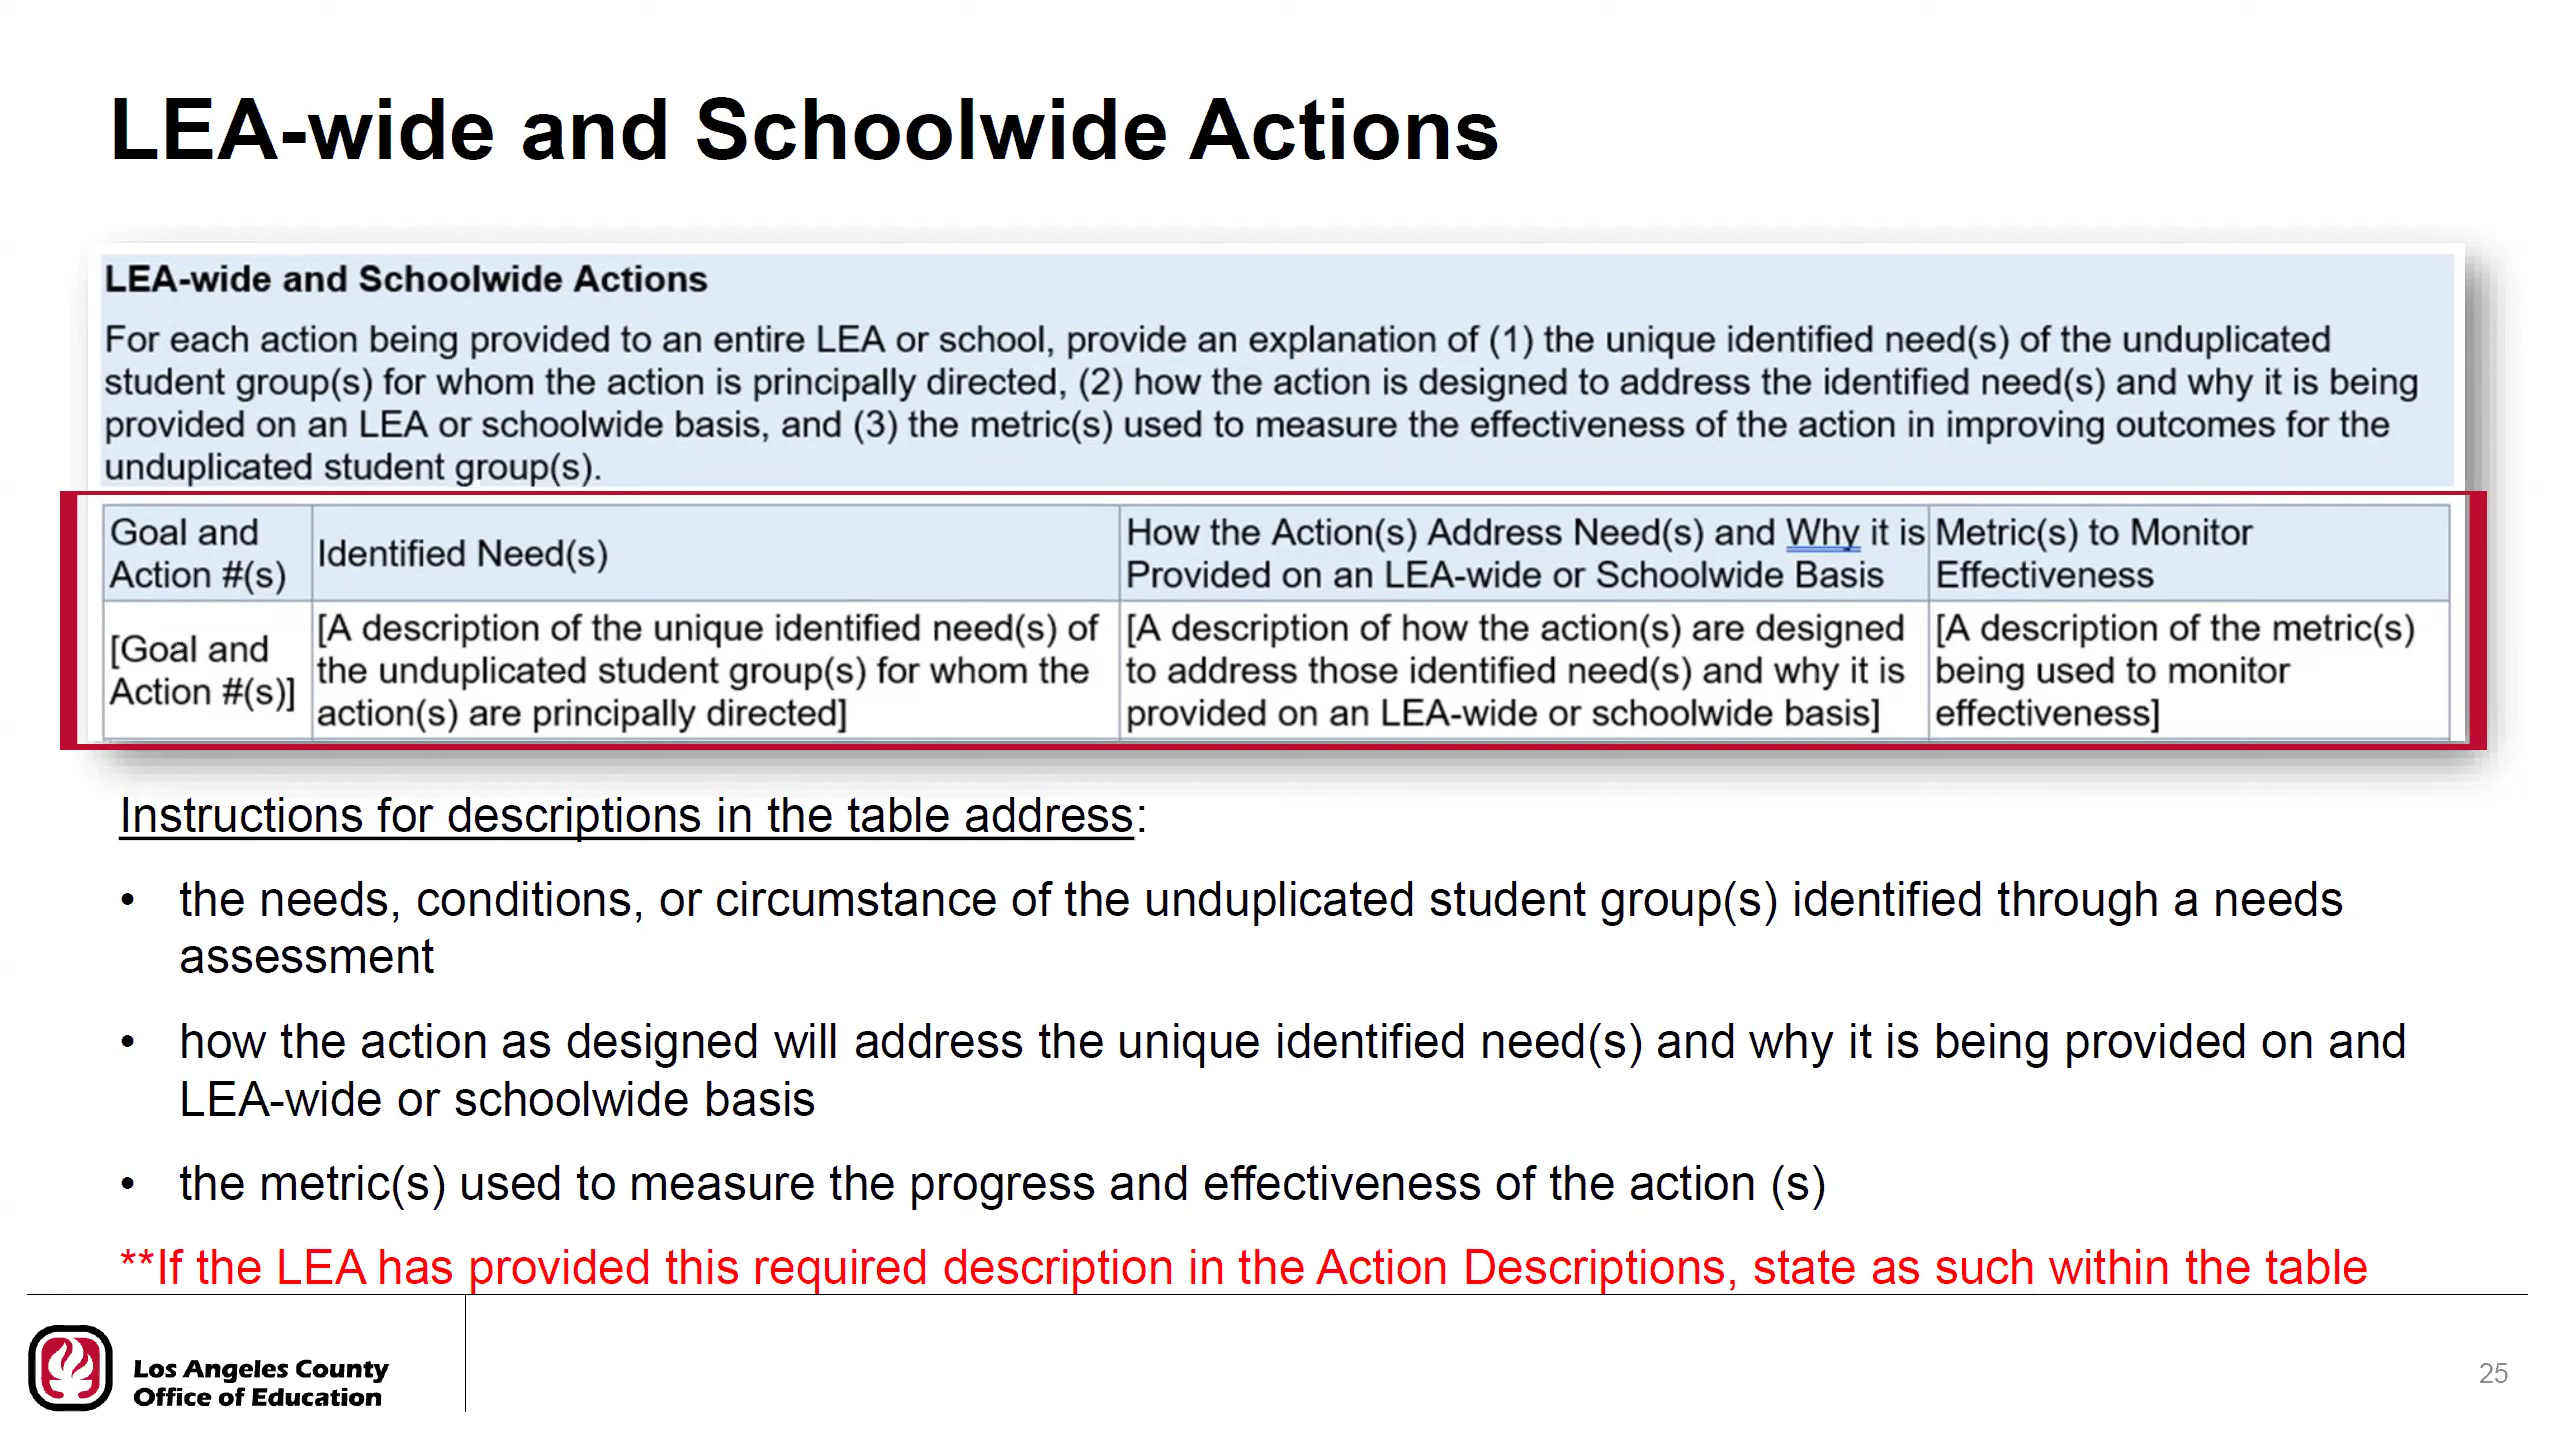 LEA-wide and Schoolwide Actions
LEA-wide and Schoolwide Actions
For each action being provided to an entire LEA or school, provide an explanation of (1) the unique identified need(s) of the unduplicated
student group(s) for whom the action is principally directed, (2) how the action is designed to address the identified need(s) and why it is being
provided on an LEA or schoolwide basis, and (3) the metric(s) used to measure the effectiveness of the action in improving outcomes for the
unduplicated student group(s).
Goal and
Action #(s)
Identified Need(s)
How the Action(s) Address Need(s) and Why it is
Provided on an LEA-wide or Schoolwide Basis
Metric(s) to Monitor
Effectiveness
[Goal and
Action #(s)]
[A description of the unique identified need(s) of
the unduplicated student group(s) for whom the
action(s) are principally directed]
[A description of how the action(s) are designed
to address those identified need(s) and why it is
provided on an LEA-wide or schoolwide basis]
[A description of the metric(s)
being used to monitor
effectiveness]
Instructions for descriptions in the table address:
• the needs, conditions, or circumstance of the unduplicated student group(s) identified through a needs
assessment
• how the action as designed will address the unique identified need(s) and why it is being provided on and
LEA-wide or schoolwide basis
• the metric(s) used to measure the progress and effectiveness of the action (s)
**If the LEA has provided this required description in the Action Descriptions, state as such within the table
Los Angeles County
Office of Education
25